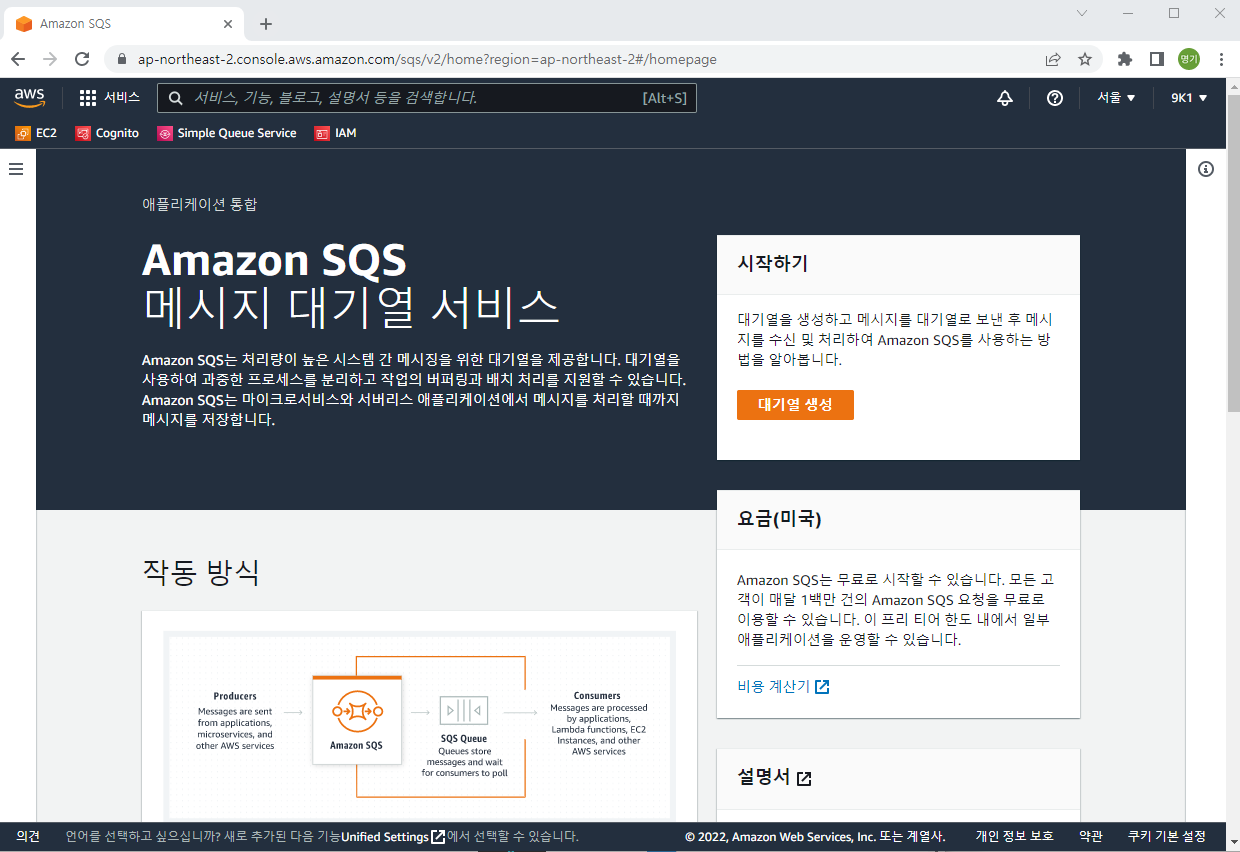 Amazon SQS
ap-northeast-2.console.aws.amazon.com/sqs/v2/home?region=ap-northeast-2#/homepage
명기
aws
서비스
서비스, 기능, 블로그, 설명서 등을 검색합니다.
[Alt+S]
서울
9K1
EC2
Cognito
Simple Queue Service
IAM
애플리케이션 통합
Amazon SQS
메시지 대기열 서비스
Amazon SQS는 처리량이 높은 시스템 간 메시징을 위한 대기열을 제공합니다. 대기열을
사용하여 과중한 프로세스를 분리하고 작업의 버퍼링과 배치 처리를 지원할 수 있습니다.
Amazon SQS는 마이크로서비스와 서버리스 애플리케이션에서 메시지를 처리할 때까지
메시지를 저장합니다.
시작하기
대기열을 생성하고 메시지를 대기열로 보낸 후 메시
지를 수신 및 처리하여 Amazon SQS를 사용하는 방
법을 알아봅니다.
대기열 생성
요금(미국)
Amazon SQS는 무료로 시작할 수 있습니다. 모든 고
객이 매달 1백만 건의 Amazon SQS 요청을 무료로
이용할 수 있습니다. 이 프리 티어 한도 내에서 일부
애플리케이션을 운영할 수 있습니다.
비용 계산기
설명서
작동 방식
Producers
Messages are sent
from applications,
microservices, and
other AWS services
Amazon SQS
SQS Queue
Queues store
messages and wait
for consumers to poll
Consumers
Messages are processed
by applications,
Lambda functions, EC2
Instances, and other
AWS services
의견
언어를 선택하고 싶으십니까? 새로 추가된 다음 기능Unified Settings에서 선택할 수 있습니다.
© 2022, Amazon Web Services, Inc. 또는 계열사.
개인 정보 보호
약관
쿠키 기본 설정